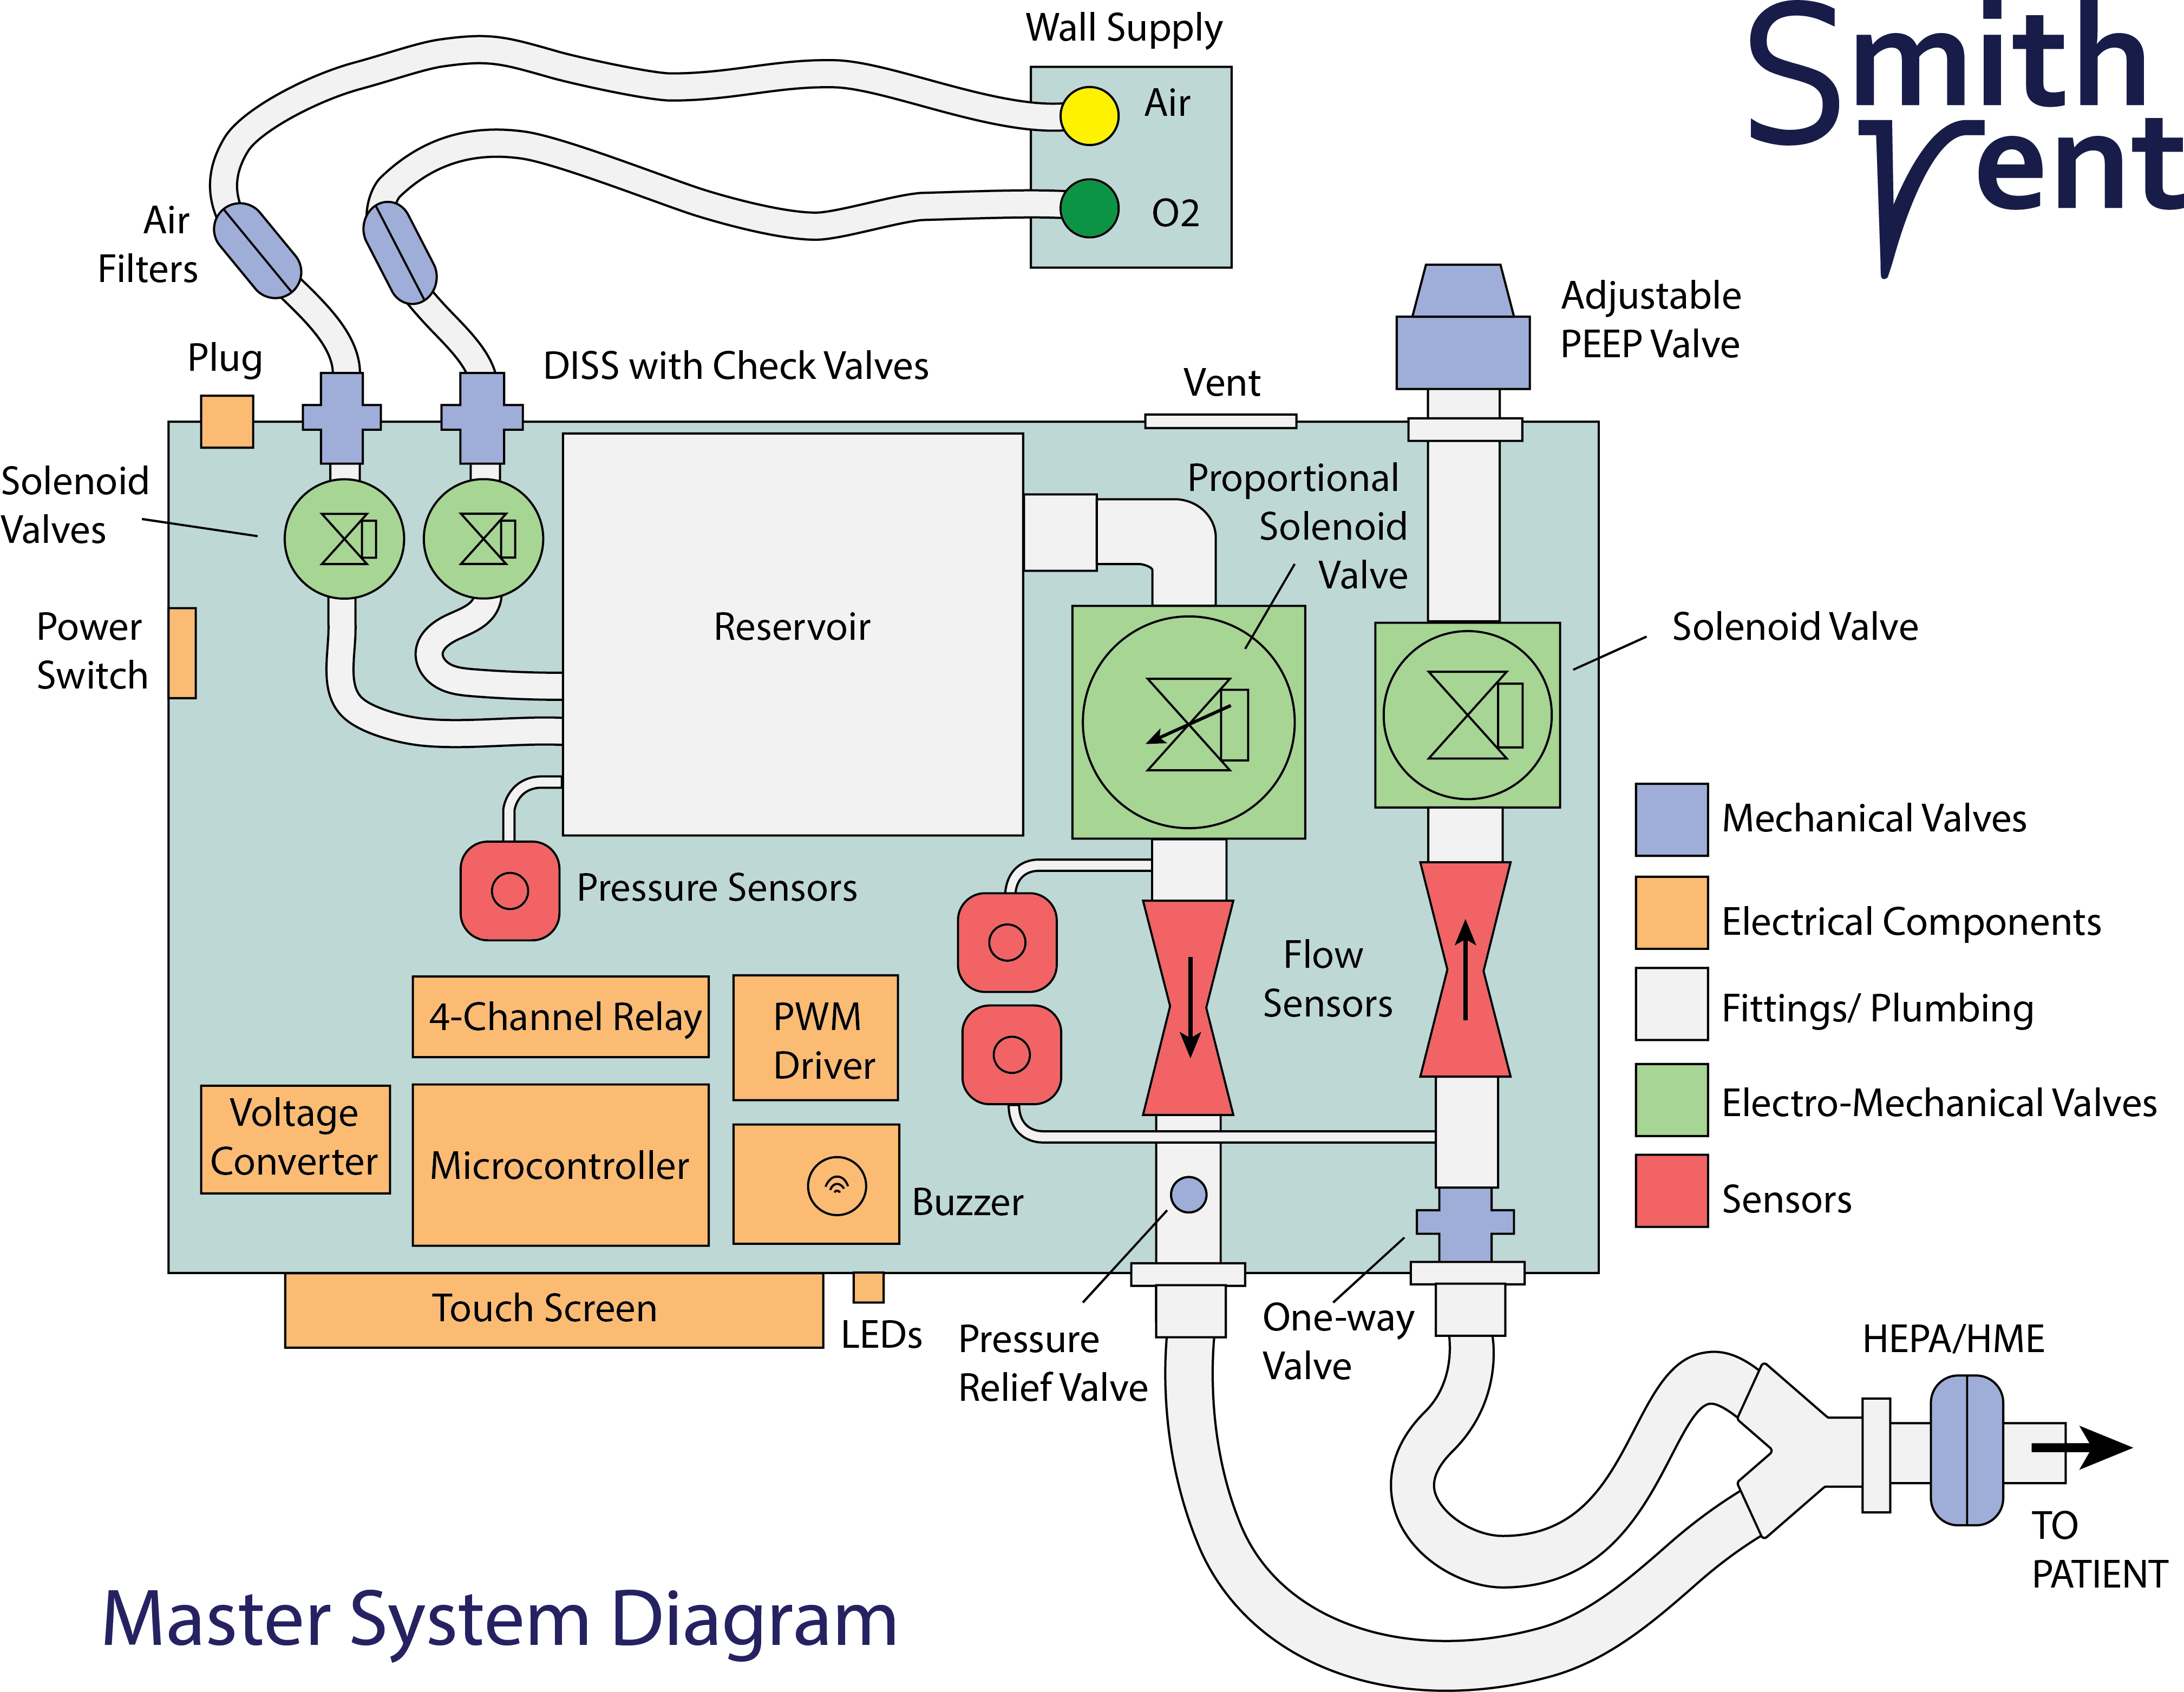 Wall Supply
Smith
Vent
Air
O2
Air
Filters
Adjustable
PEEP Valve
Plug
DISS with Check Valves
Vent
Solenoid
Valves
Proportional
Solenoid
Valve
Power
Switch
Reservoir
Solenoid Valve
Mechanical Valves
Pressure Sensors
Electrical Components
Flow
Sensors
4-Channel Relay
PWM
Driver
Fittings/ Plumbing
Voltage
Converter
Microcontroller
Electro-Mechanical Valves
Buzzer
Sensors
Touch Screen
LEDs
Pressure
Relief Valve
One-way
Valve
HEPA/HME
TO
PATIENT
Master System Diagram